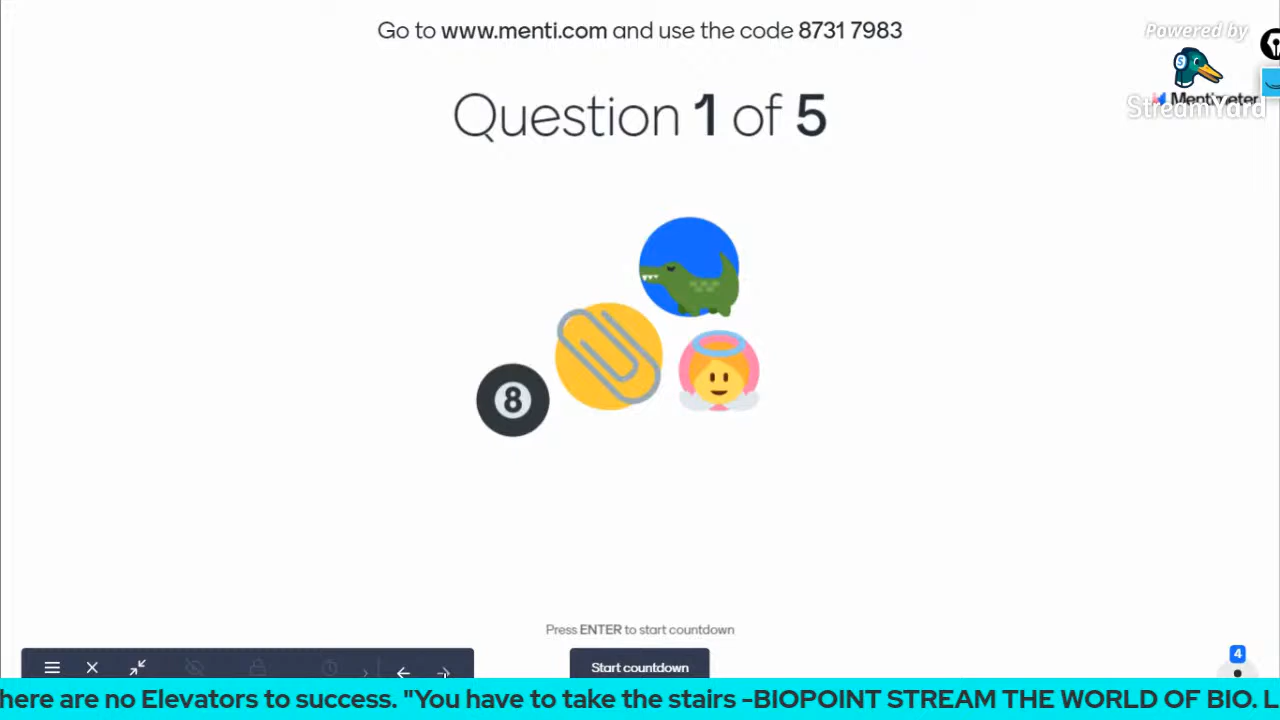 Go to www.menti.com and use the code 8731 7983
Powered by
S
Mentimeter
StreamYard
Question 1 of 5
8
Press ENTER to start countdown
Start countdown
4
here are no Elevators to success. "You have to take the stairs -BIOPOINT STREAM THE WORLD OF BIO. L